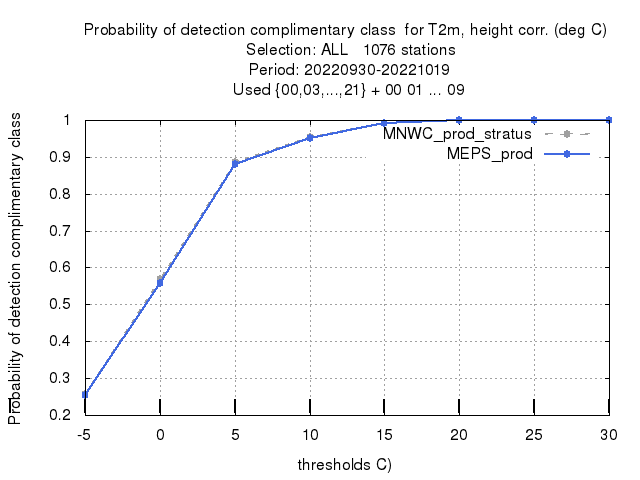 Probability of detection complimentary class  for T2m, height corr. (deg C)
Selection: ALL   1076 stations
Period: 20220930-20221019
Used {00,03,...,21} + 00 01 ... 09
Probability of detection complimentary class
1
0.9
0.8
0.7
0.6
0.5
0.4
0.3
0.2
MNWC_prod_stratus
MEPS_prod
-5 0 5 10 15 20 25 30
thresholds C)